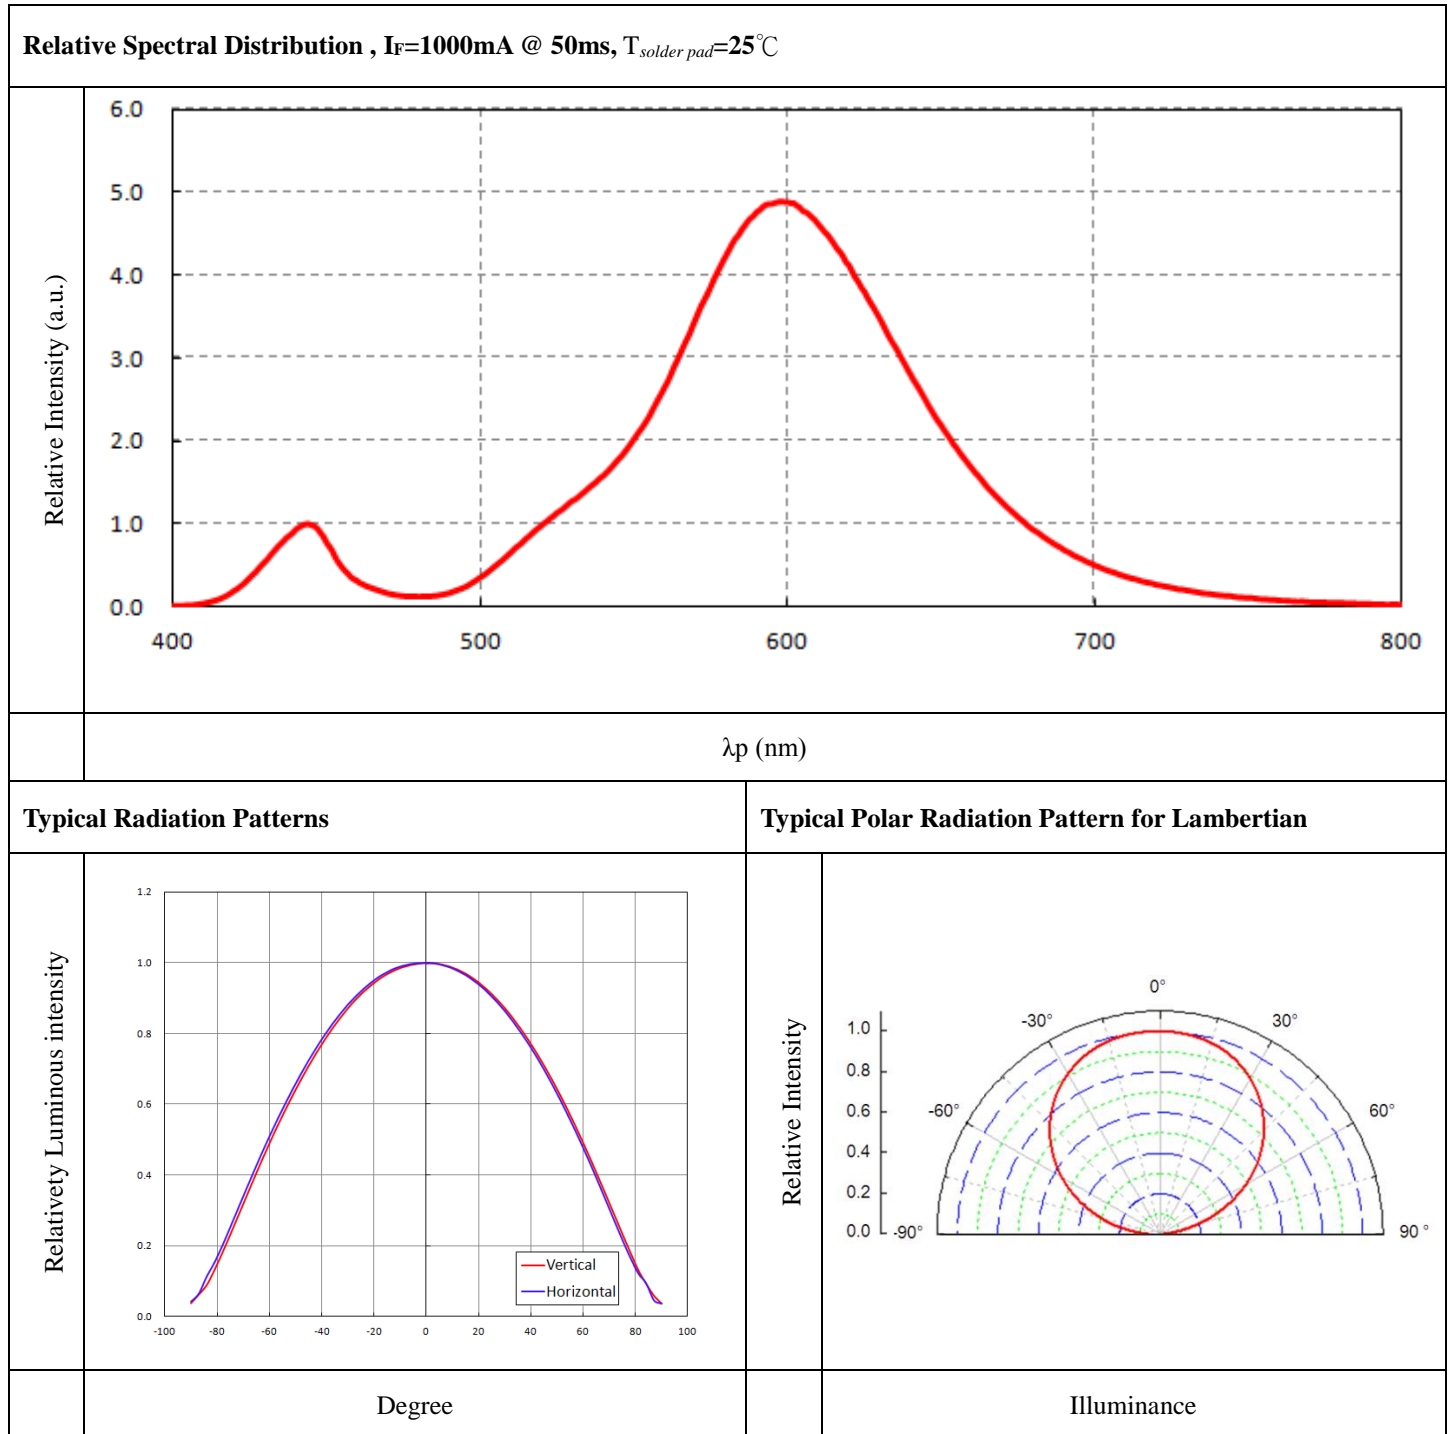 Relative Spectral Distribution , IF=1000mA @ 50ms, Tsolder pad=25℃
Relative Intensity (a.u.)
6.0
5.0
4.0
3.0
2.0
1.0
0.0
400 500 600 700 800
λp (nm)
Typical Radiation Patterns
Typical Polar Radiation Pattern for Lambertian
Relativety Luminous intensity
1.2
1.0
0.8
0.6
0.4
0.2
0.0
-100 -80 -60 -40 -20 0 20 40 60 80 100
Vertical
Horizontal
Relative Intensity
1.0
0.8
0.6
0.4
0.2
0.0
-90°
-60°
-30°
0°
30°
60°
90 °
Degree
Illuminance